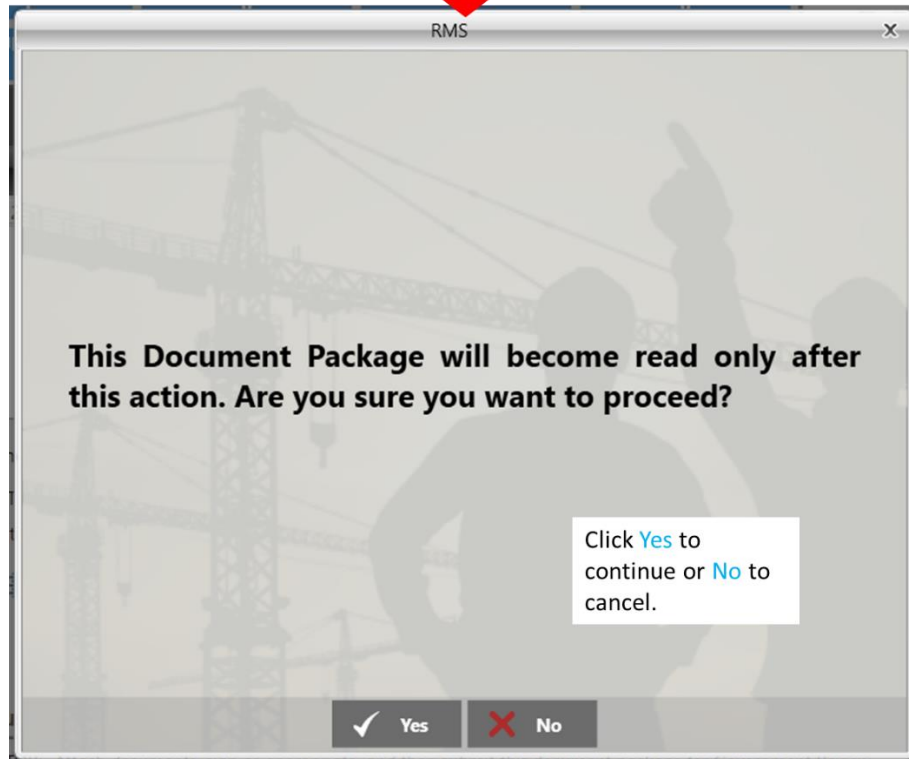 RMS
This Document Package will become read only after
this action. Are you sure you want to proceed?
Click Yes to
continue or No to
cancel.
Yes No